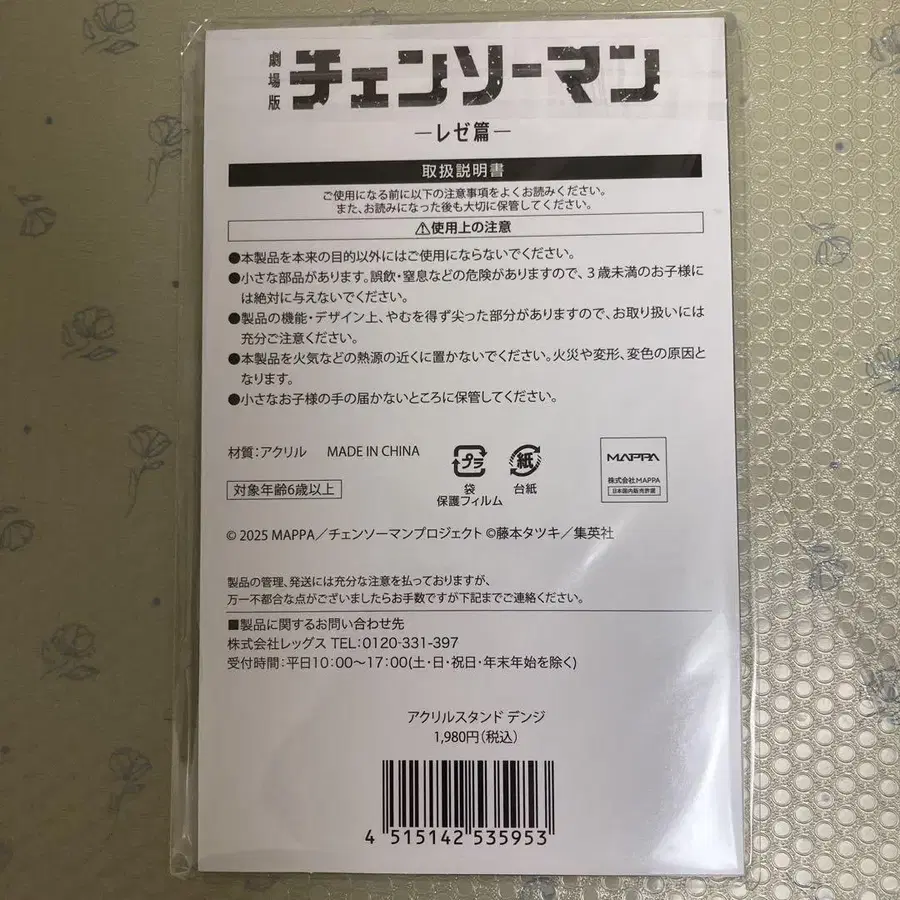 劇場版 チェンソーマン
―レゼ篇―
取扱説明書
ご使用になる前に以下の注意事項をよくお読みください。
また、お読みになった後も大切に保管してください。
⚠使用上の注意
●本製品を本来の目的以外にはご使用にならないでください。
●小さな部品があります。誤飲・窒息などの危険がありますので、3歳未満のお子様に
は絶対に与えないでください。
●製品の機能・デザイン上、やむを得ず尖った部分がありますので、お取り扱いには
充分ご注意ください。
●本製品を火気などの熱源の近くに置かないでください。火災や変形、変色の原因と
なります。
●小さなお子様の手の届かないところに保管してください。
材質：アクリル MADE IN CHINA
対象年齢6歳以上
プラ
袋
保護フィルム
紙
台紙
MAPPA
株式会社MAPPA
日本国内販売許諾
© 2025 MAPPA／チェンソーマンプロジェクト ©藤本タツキ／集英社
製品の管理、発送には充分な注意を払っておりますが、
万一不都合な点がございましたらお手数ですが下記までご連絡ください。
■製品に関するお問い合わせ先
株式会社レッグス TEL：0120-331-397
受付時間：平日10：00～17：00(土・日・祝日・年末年始を除く)
アクリルスタンド デンジ
1,980円（税込）
4 515142 535953